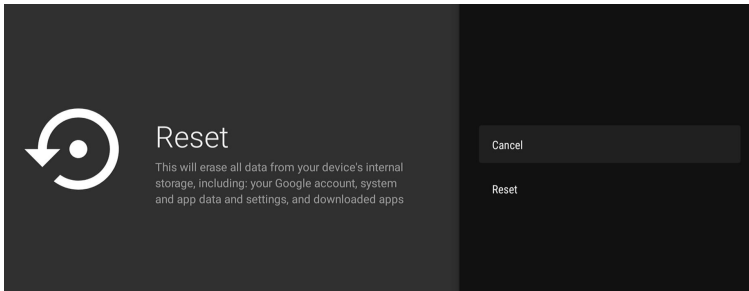 Reset
This will erase all data from your device's internal
storage, including: your Google account, system
and app data and settings, and downloaded apps
Cancel
Reset